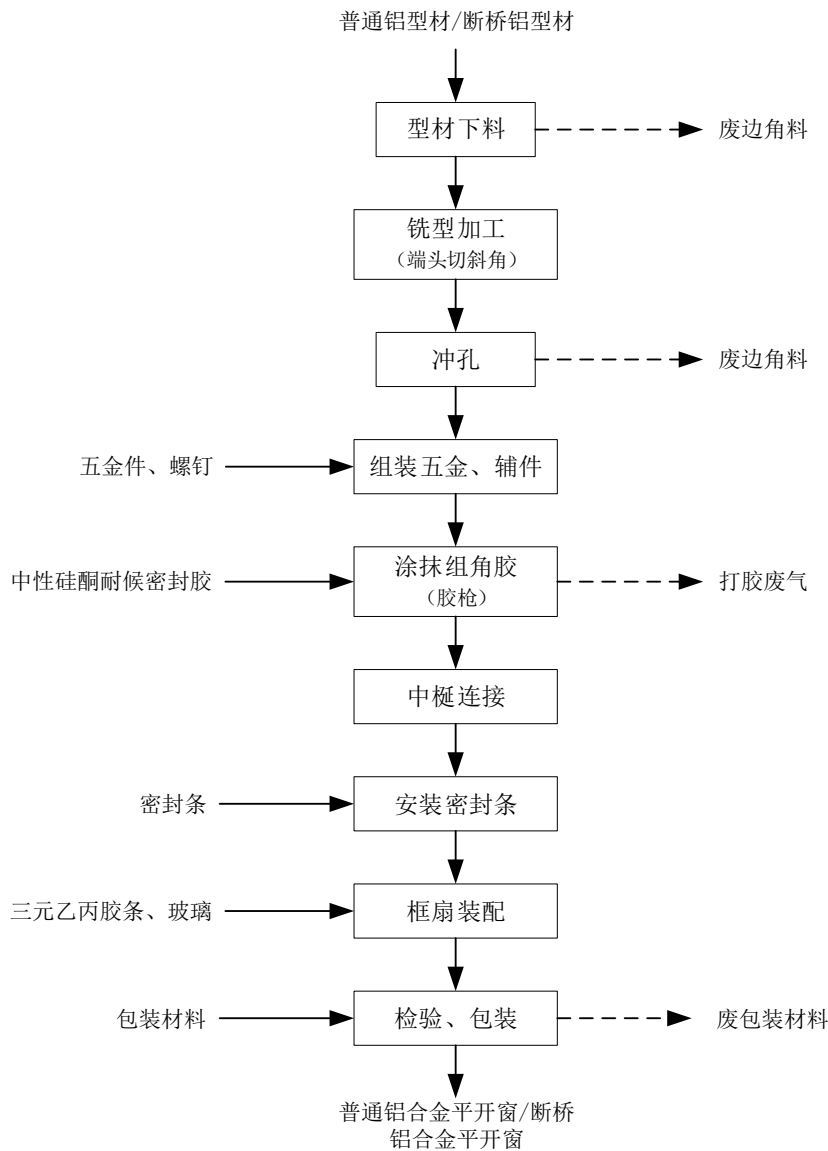 普通铝型材/断桥铝型材
型材下料
废边角料
铣型加工
（端头切斜角）
冲孔
废边角料
五金件、螺钉
组装五金、辅件
中性硅酮耐候密封胶
涂抹组角胶
（胶枪）
打胶废气
中梃连接
密封条
安装密封条
三元乙丙胶条、玻璃
框扇装配
包装材料
检验、包装
废包装材料
普通铝合金平开窗/断桥
铝合金平开窗